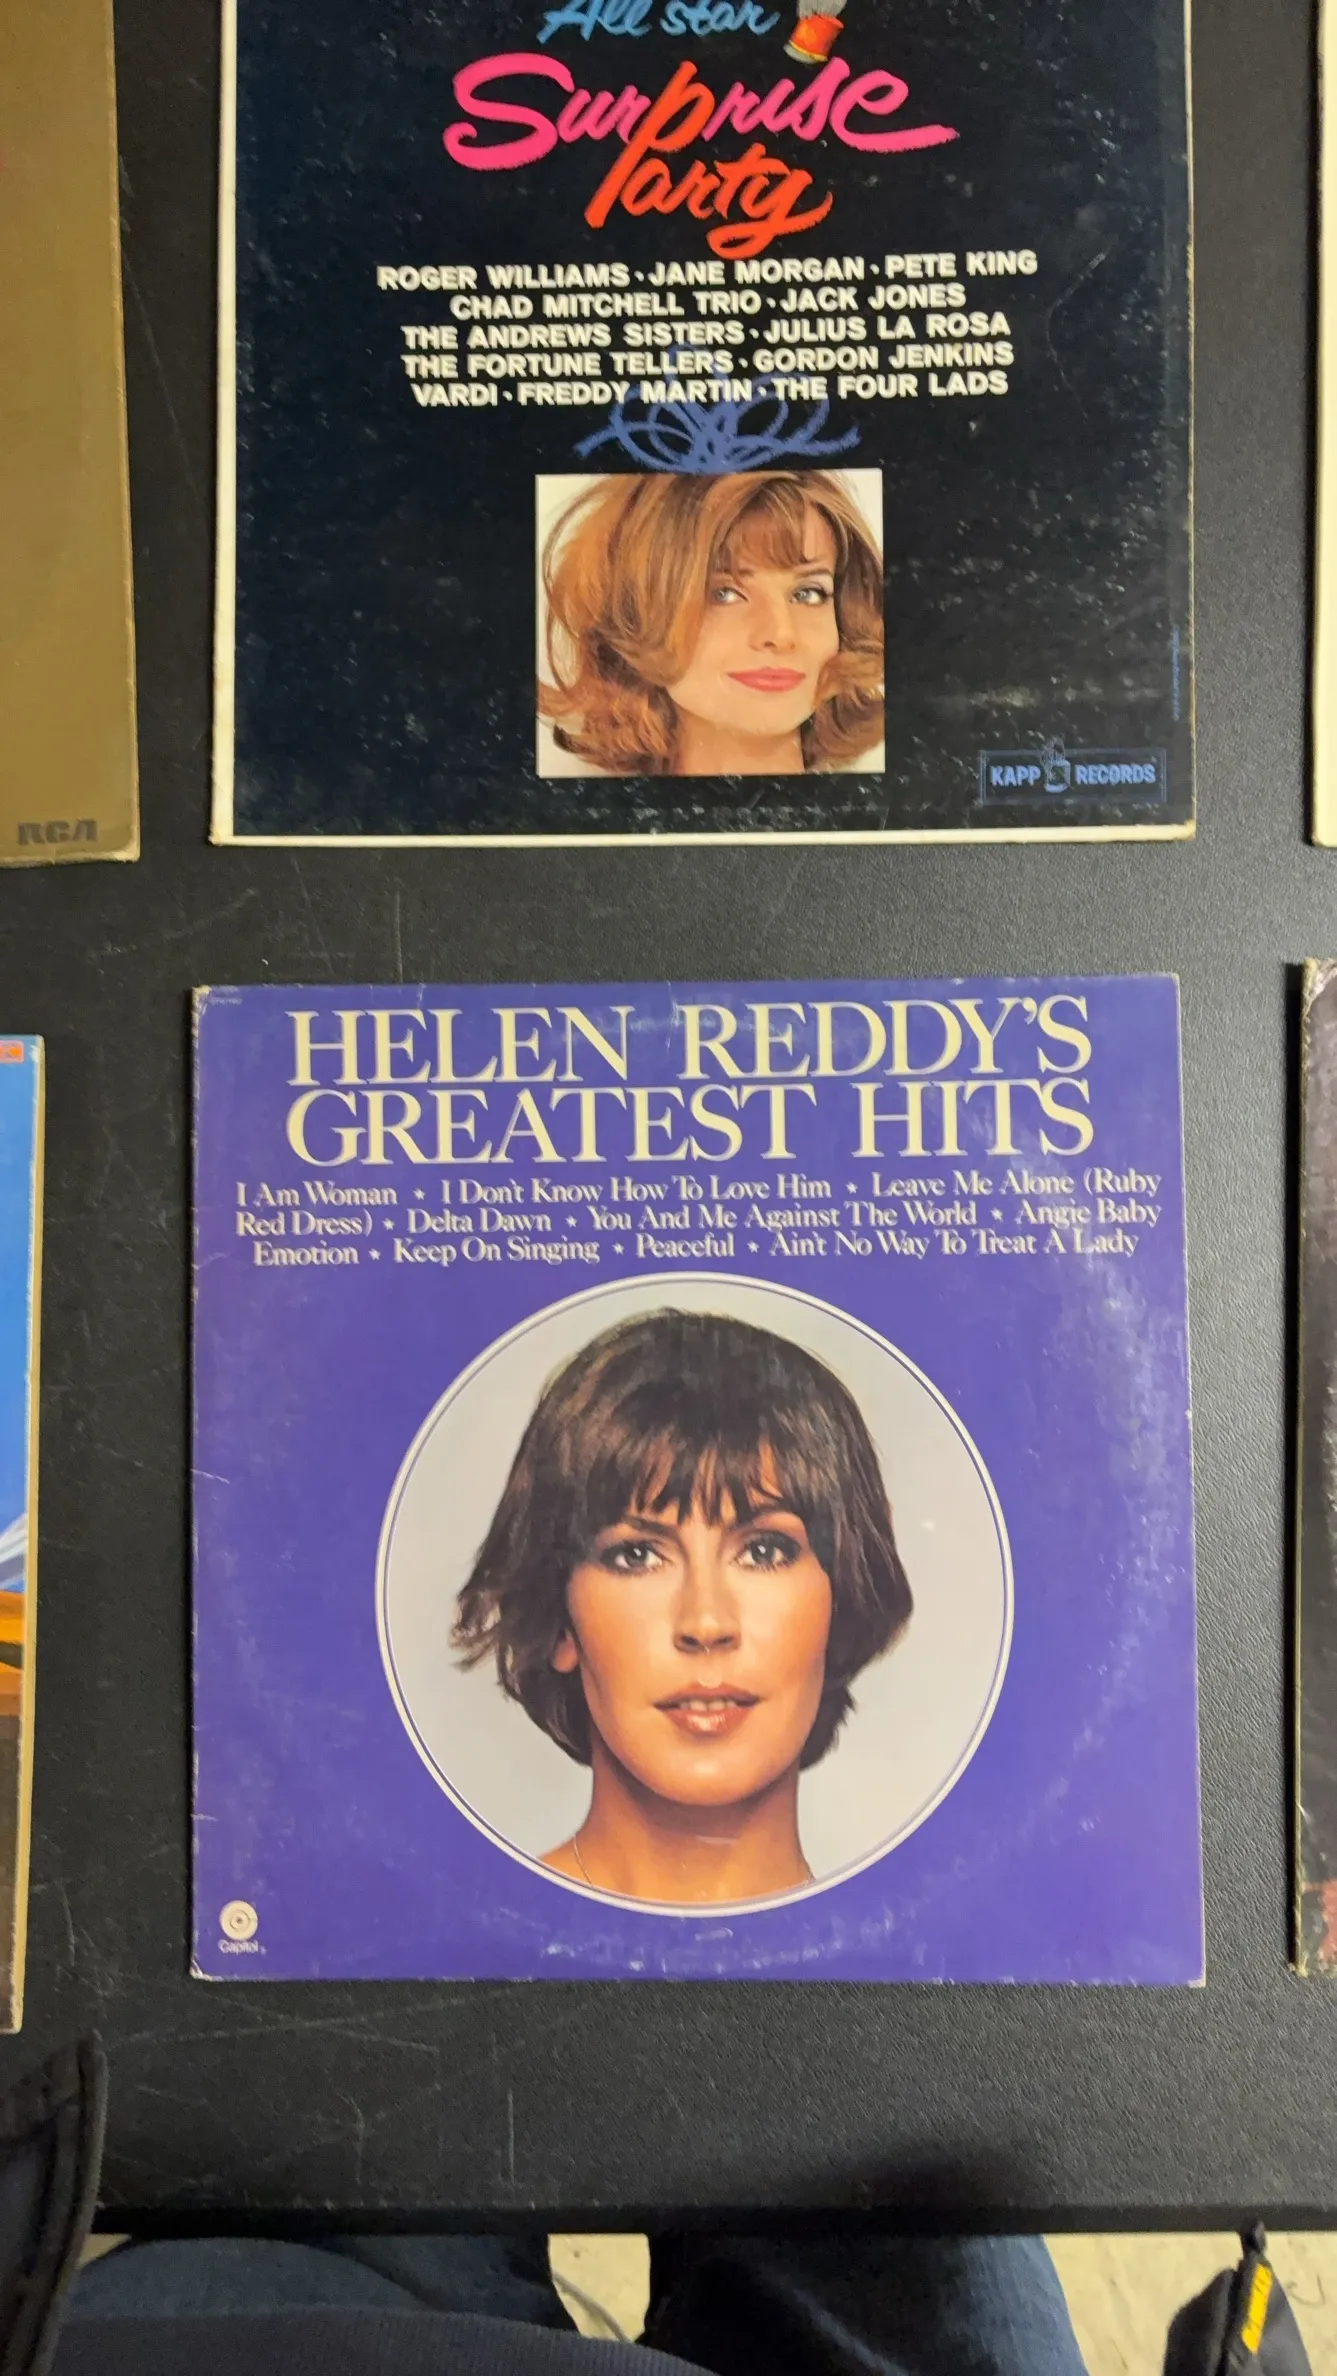 All star
Surprise
Party
ROGER WILLIAMS · JANE MORGAN · PETE KING
CHAD MITCHELL TRIO · JACK JONES
THE ANDREWS SISTERS · JULIUS LA ROSA
THE FORTUNE TELLERS · GORDON JENKINS
VARDI · FREDDY MARTIN · THE FOUR LADS
KAPP RECORDS
RCA
HELEN REDDY'S
GREATEST HITS
I Am Woman ★ I Don't Know How To Love Him ★ Leave Me Alone (Ruby
Red Dress) ★ Delta Dawn ★ You And Me Against The World ★ Angie Baby
Emotion ★ Keep On Singing ★ Peaceful ★ Ain't No Way To Treat A Lady
Capitol